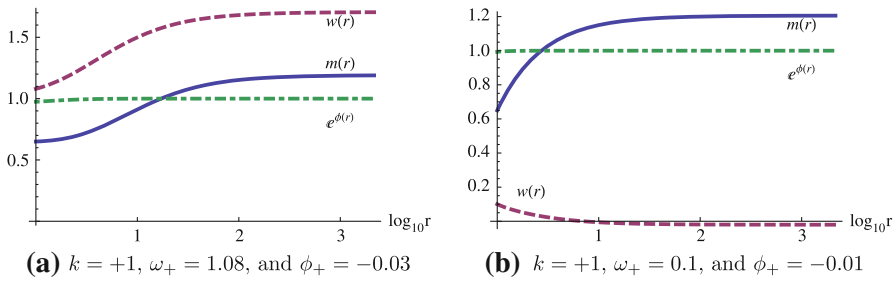 1.5
1.0
0.5
w(r)
m(r)
e^ϕ(r)
1
2
3
log₁₀r
(a) k = +1, ω₊ = 1.08, and ϕ₊ = −0.03
1.2
1.0
0.8
0.6
0.4
0.2
m(r)
e^ϕ(r)
w(r)
1
2
3
log₁₀r
(b) k = +1, ω₊ = 0.1, and ϕ₊ = −0.01